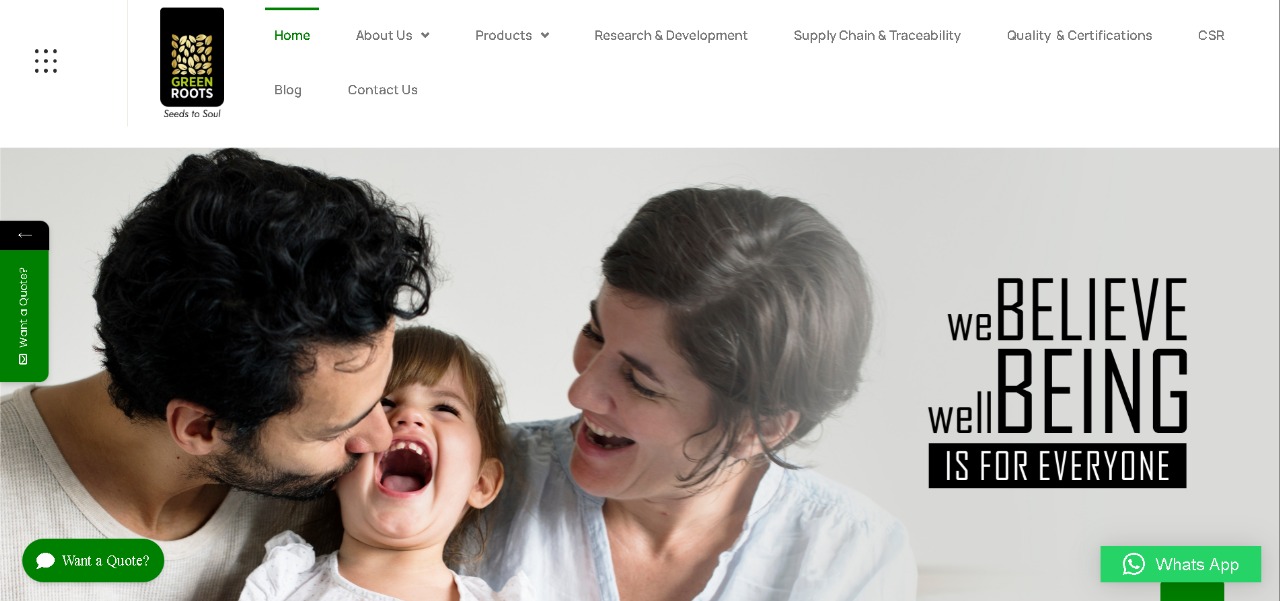 Home About Us Products Research & Development Supply Chain & Traceability Quality & Certifications CSR
GREEN
ROOTS
Seeds to Soul
Blog Contact Us
Want a Quote?
we BELIEVE
well BEING
IS FOR EVERYONE
Want a Quote?
Whats App